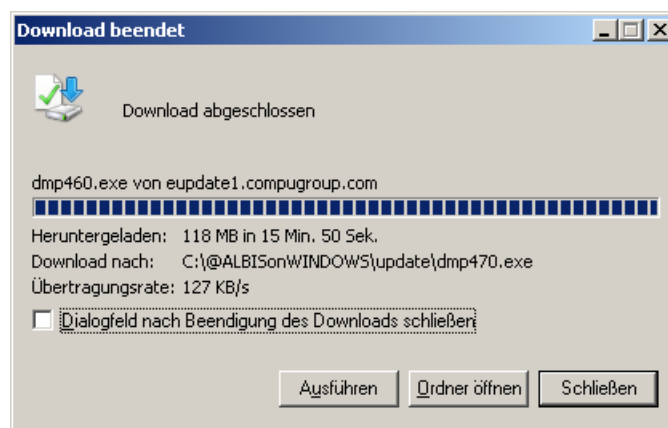 Download beendet
Download abgeschlossen
dmp460.exe von eupdate1.compugroup.com
Heruntergeladen: 118 MB in 15 Min. 50 Sek.
Download nach: C:\@ALBISonWINDOWS\update\dmp470.exe
Übertragungsrate: 127 KB/s
Dialogfeld nach Beendigung des Downloads schließen
Ausführen Ordner öffnen Schließen